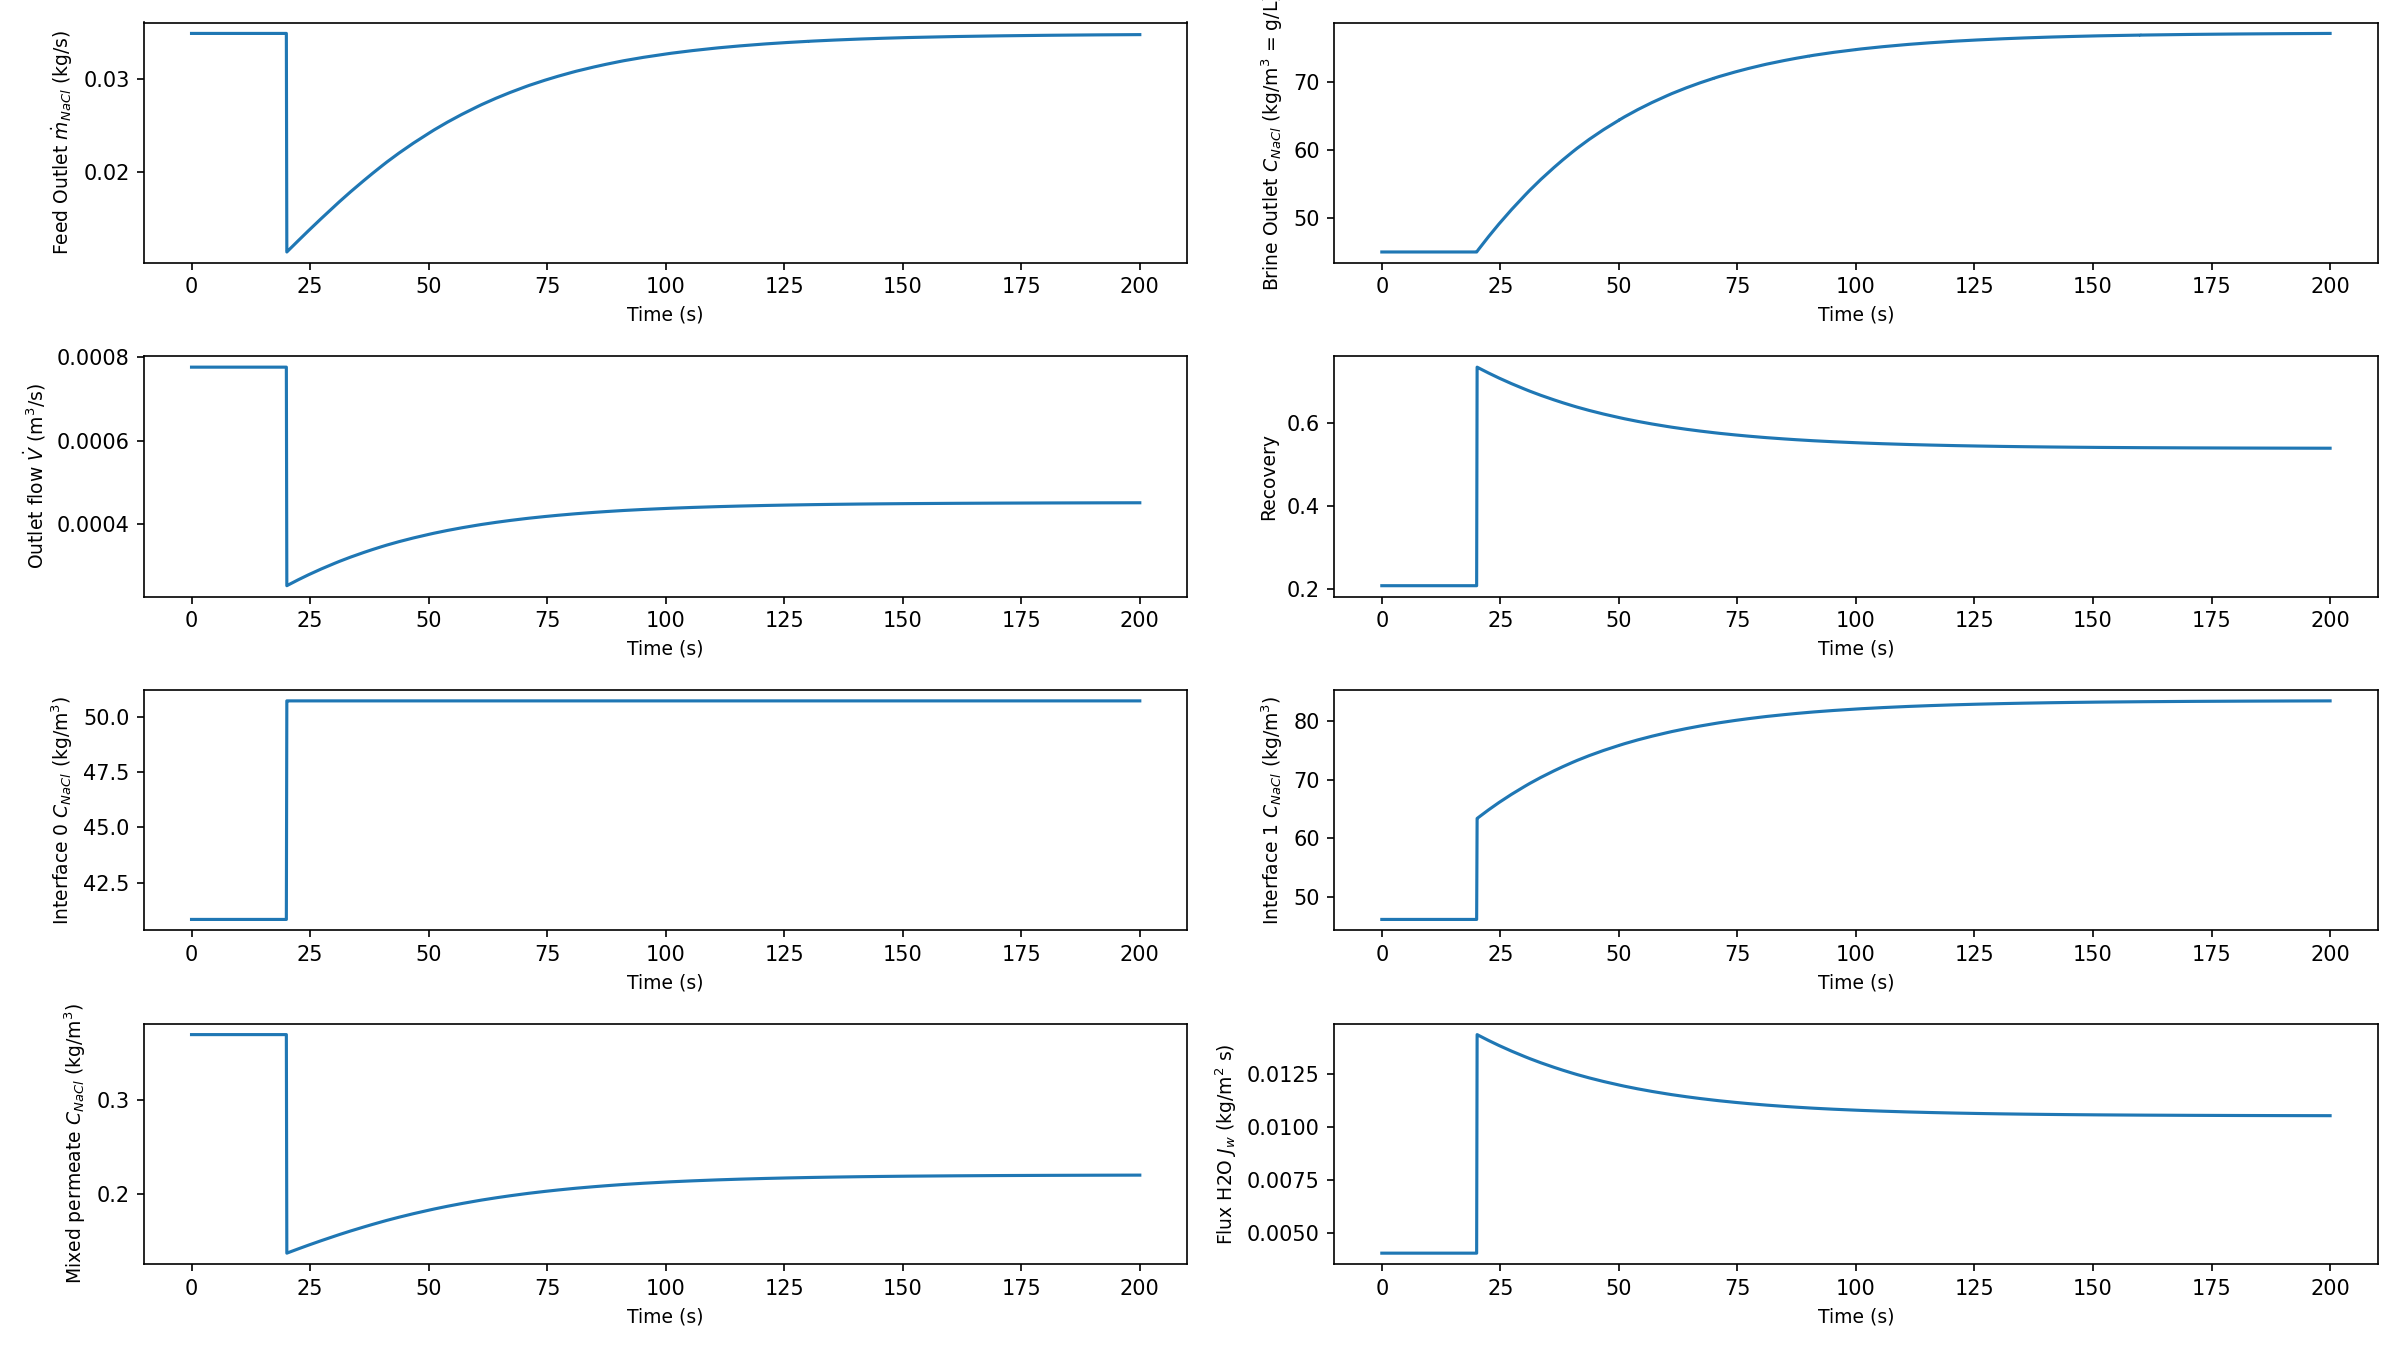 Feed Outlet ṁ_NaCl (kg/s)
0.03
0.02
0 25 50 75 100 125 150 175 200
Time (s)
Brine Outlet C_NaCl (kg/m³ = g/L
70
60
50
0 25 50 75 100 125 150 175 200
Time (s)
Outlet flow V̇ (m³/s)
0.0008
0.0006
0.0004
0 25 50 75 100 125 150 175 200
Time (s)
Recovery
0.6
0.4
0.2
0 25 50 75 100 125 150 175 200
Time (s)
Interface 0 C_NaCl (kg/m³)
50.0
47.5
45.0
42.5
0 25 50 75 100 125 150 175 200
Time (s)
Interface 1 C_NaCl (kg/m³)
80
70
60
50
0 25 50 75 100 125 150 175 200
Time (s)
Mixed permeate C_NaCl (kg/m³)
0.3
0.2
0 25 50 75 100 125 150 175 200
Time (s)
Flux H2O J_w (kg/m² s)
0.0125
0.0100
0.0075
0.0050
0 25 50 75 100 125 150 175 200
Time (s)